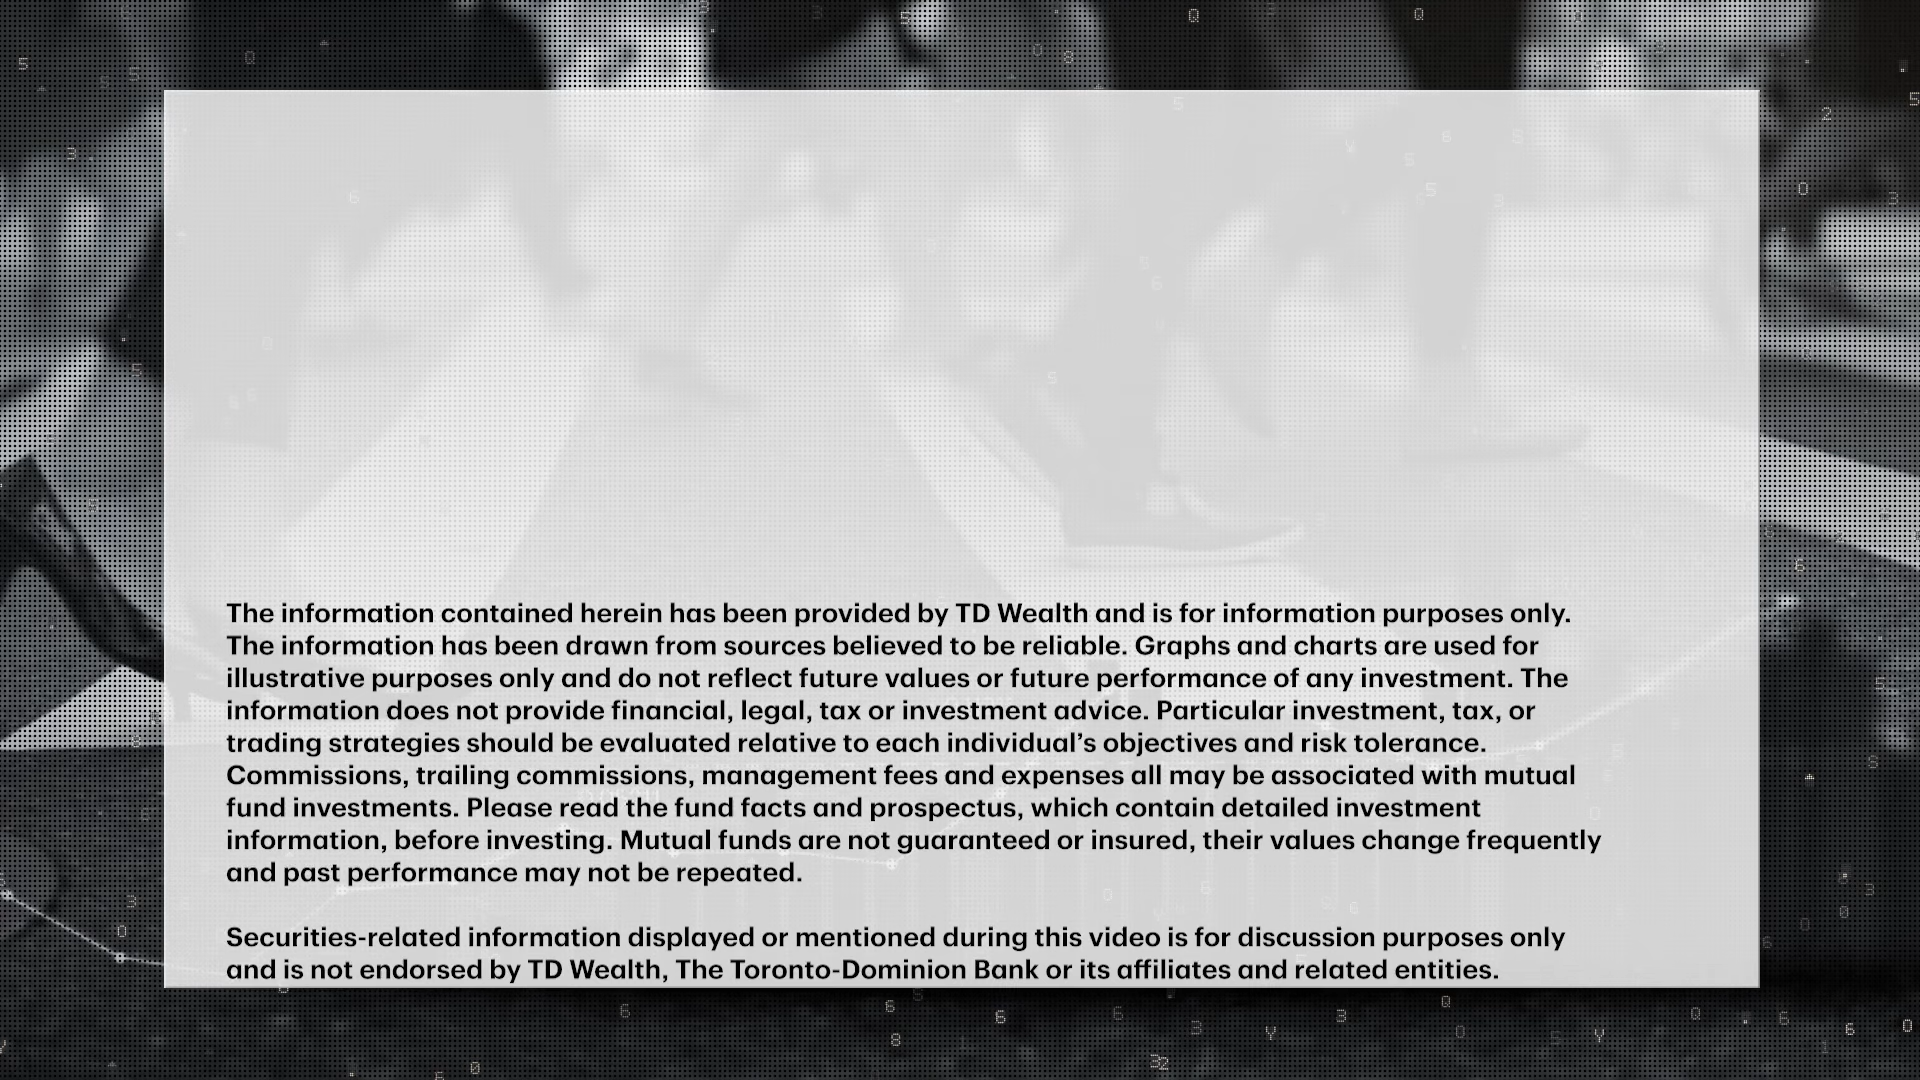 The information contained herein has been provided by TD Wealth and is for information purposes only.
The information has been drawn from sources believed to be reliable. Graphs and charts are used for
illustrative purposes only and do not reflect future values or future performance of any investment. The
information does not provide financial, legal, tax or investment advice. Particular investment, tax, or
trading strategies should be evaluated relative to each individual’s objectives and risk tolerance.
Commissions, trailing commissions, management fees and expenses all may be associated with mutual
fund investments. Please read the fund facts and prospectus, which contain detailed investment
information, before investing. Mutual funds are not guaranteed or insured, their values change frequently
and past performance may not be repeated.
Securities-related information displayed or mentioned during this video is for discussion purposes only
and is not endorsed by TD Wealth, The Toronto-Dominion Bank or its affiliates and related entities.